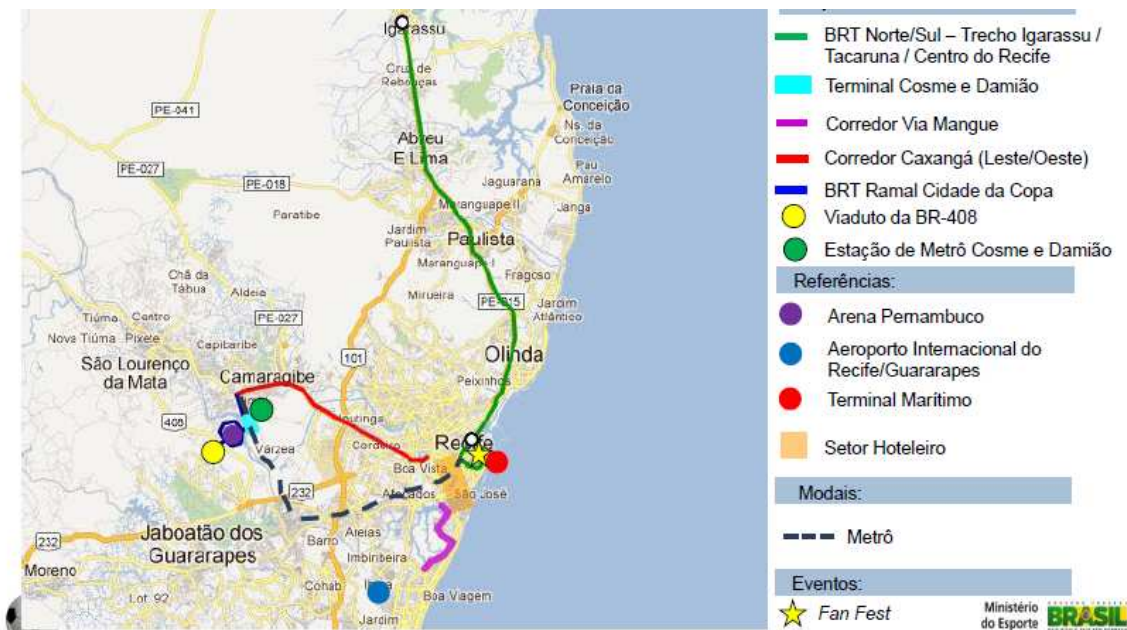 Igarassu
Cruz de
Rebouças
PE-041
Praia da
Conceição
Ns. da
Conceição
Abreu
E Lima
Pau
Amarelo
PE-027
PE-018
Jaguarana
Maranguape II
Janga
Paratibe
Jardim
Paulista
Paulista
Maranguape I
Fragoso
Chã da
Tábua
Aldeia
Mirueira
PE-015
Jardim
Atlântico
Tiúma
Centro
PE-027
Nova Tiúma
Pixete
Capibaribe
101
Olinda
São Lourenço
da Mata
Camaragibe
Peixinhos
408
Iputinga
Várzea
Cordeiro
Recife
Boa Vista
232
Afogados
São José
Jaboatão dos
Guararapes
Barro
Areias
Imbiribeira
232
Moreno
Cohab
Lot. 92
Boa Viagem
Jardim
BRT Norte/Sul – Trecho Igarassu /
Tacaruna / Centro do Recife
Terminal Cosme e Damião
Corredor Via Mangue
Corredor Caxangá (Leste/Oeste)
BRT Ramal Cidade da Copa
Viaduto da BR-408
Estação de Metrô Cosme e Damião
Referências:
Arena Pernambuco
Aeroporto Internacional do
Recife/Guararapes
Terminal Marítimo
Setor Hoteleiro
Modais:
Metrô
Eventos:
Fan Fest
Ministério
do Esporte
BRASIL